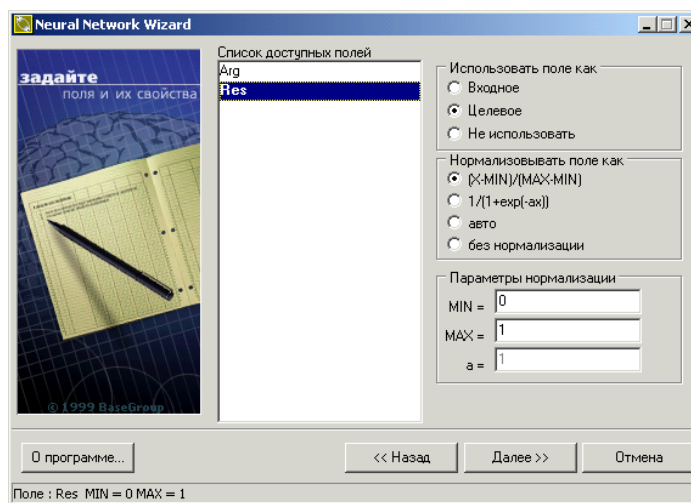 Neural Network Wizard
задайте
поля и их свойства
© 1999 BaseGroup
Список доступных полей
Arg
Res
Использовать поле как
Входное
Целевое
Не использовать
Нормализовывать поле как
(X-MIN)/(MAX-MIN)
1/(1+exp(-ax))
авто
без нормализации
Параметры нормализации
MIN = 0
MAX = 1
a = 1
О программе...
<< Назад
Далее >>
Отмена
Поле : Res MIN = 0 MAX = 1